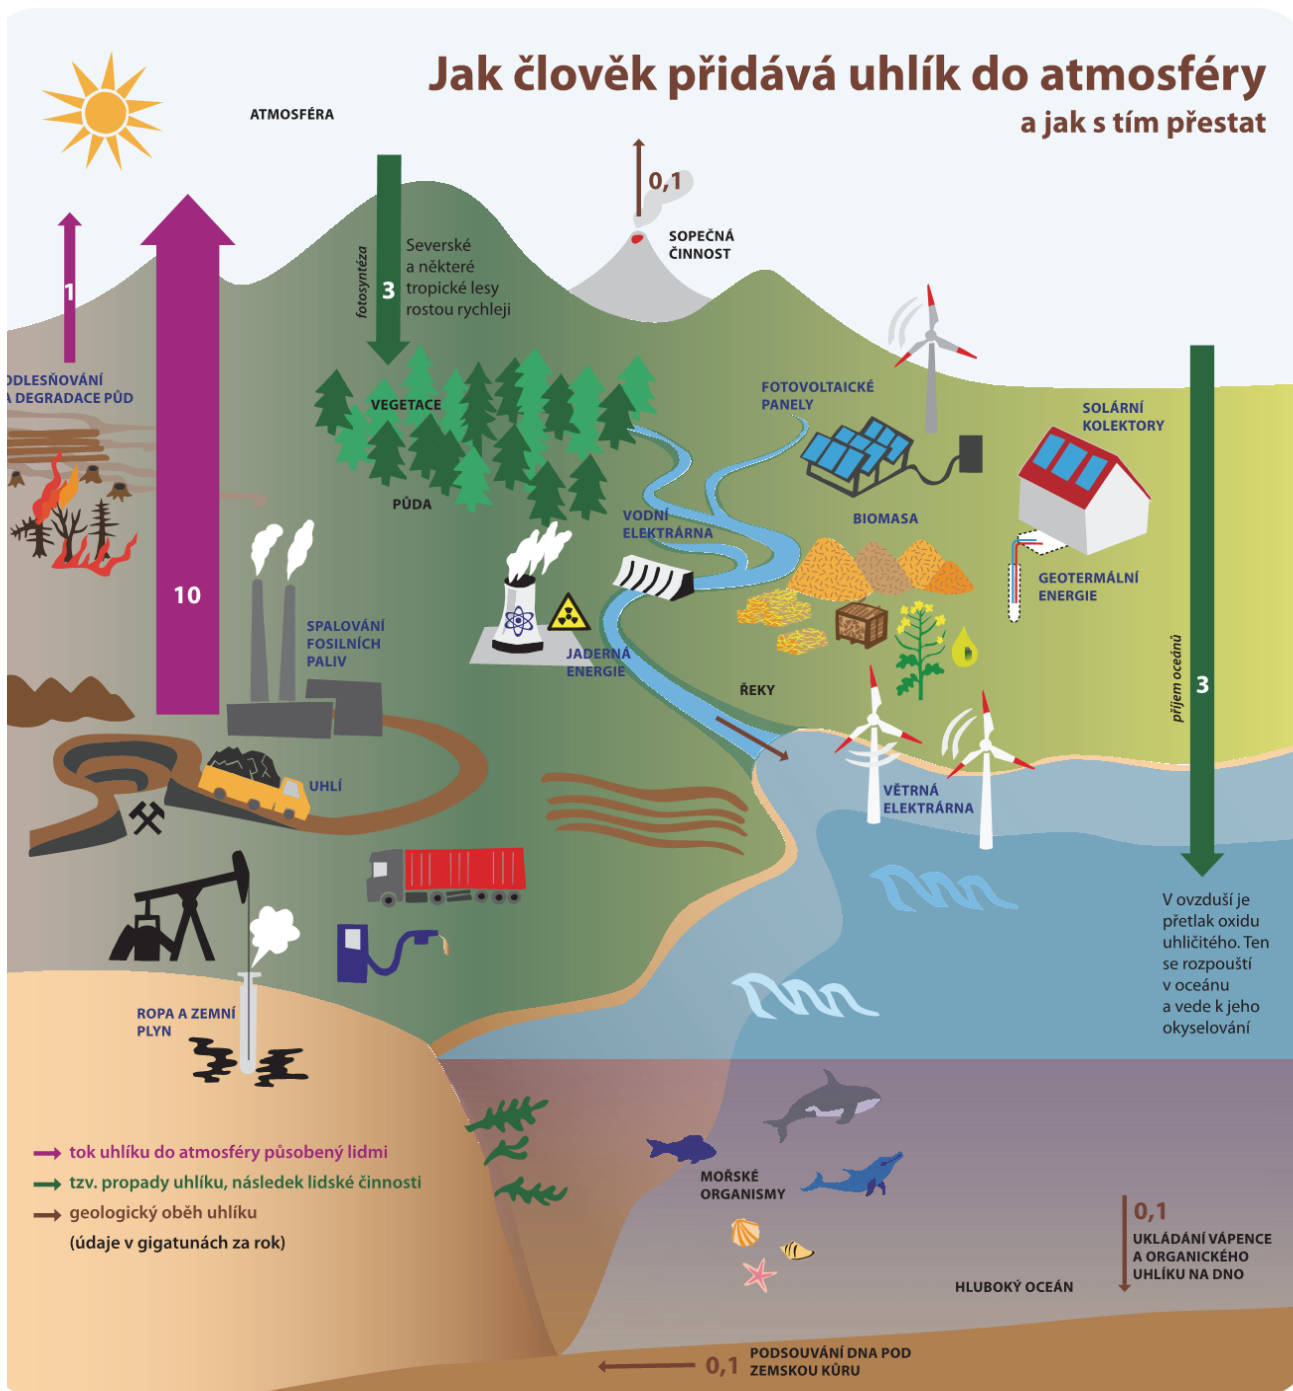 Jak člověk přidává uhlík do atmosféry
a jak s tím přestat
ATMOSFÉRA
0,1
SOPEČNÁ
ČINNOST
1
fotosyntéza
3
Severské
a některé
tropické lesy
rostou rychleji
ODLESŇOVÁNÍ
A DEGRADACE PŮD
VEGETACE
PŮDA
FOTOVOLTAICKÉ
PANELY
SOLÁRNÍ
KOLEKTORY
VODNÍ
ELEKTRÁRNA
BIOMASA
GEOTERMÁLNÍ
ENERGIE
10
SPALOVÁNÍ
FOSILNÍCH
PALIV
JADERNÁ
ENERGIE
ŘEKY
příjem oceánů
3
UHLÍ
VĚTRNÁ
ELEKTRÁRNA
V ovzduší je
přetlak oxidu
uhličitého. Ten
se rozpouští
v oceánu
a vede k jeho
okyselování
ROPA A ZEMNÍ
PLYN
tok uhlíku do atmosféry působený lidmi
tzv. propady uhlíku, následek lidské činnosti
geologický oběh uhlíku
(údaje v gigatunách za rok)
MOŘSKÉ
ORGANISMY
0,1
UKLÁDÁNÍ VÁPENCE
A ORGANICKÉHO
UHLÍKU NA DNO
HLUBOKÝ OCEÁN
0,1
PODSOUVÁNÍ DNA POD
ZEMSKOU KŮRU